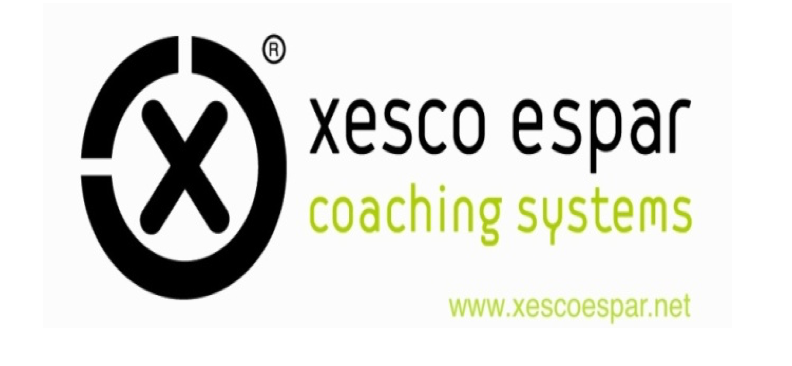 ®
xesco espar
coaching systems
www.xescoespar.net